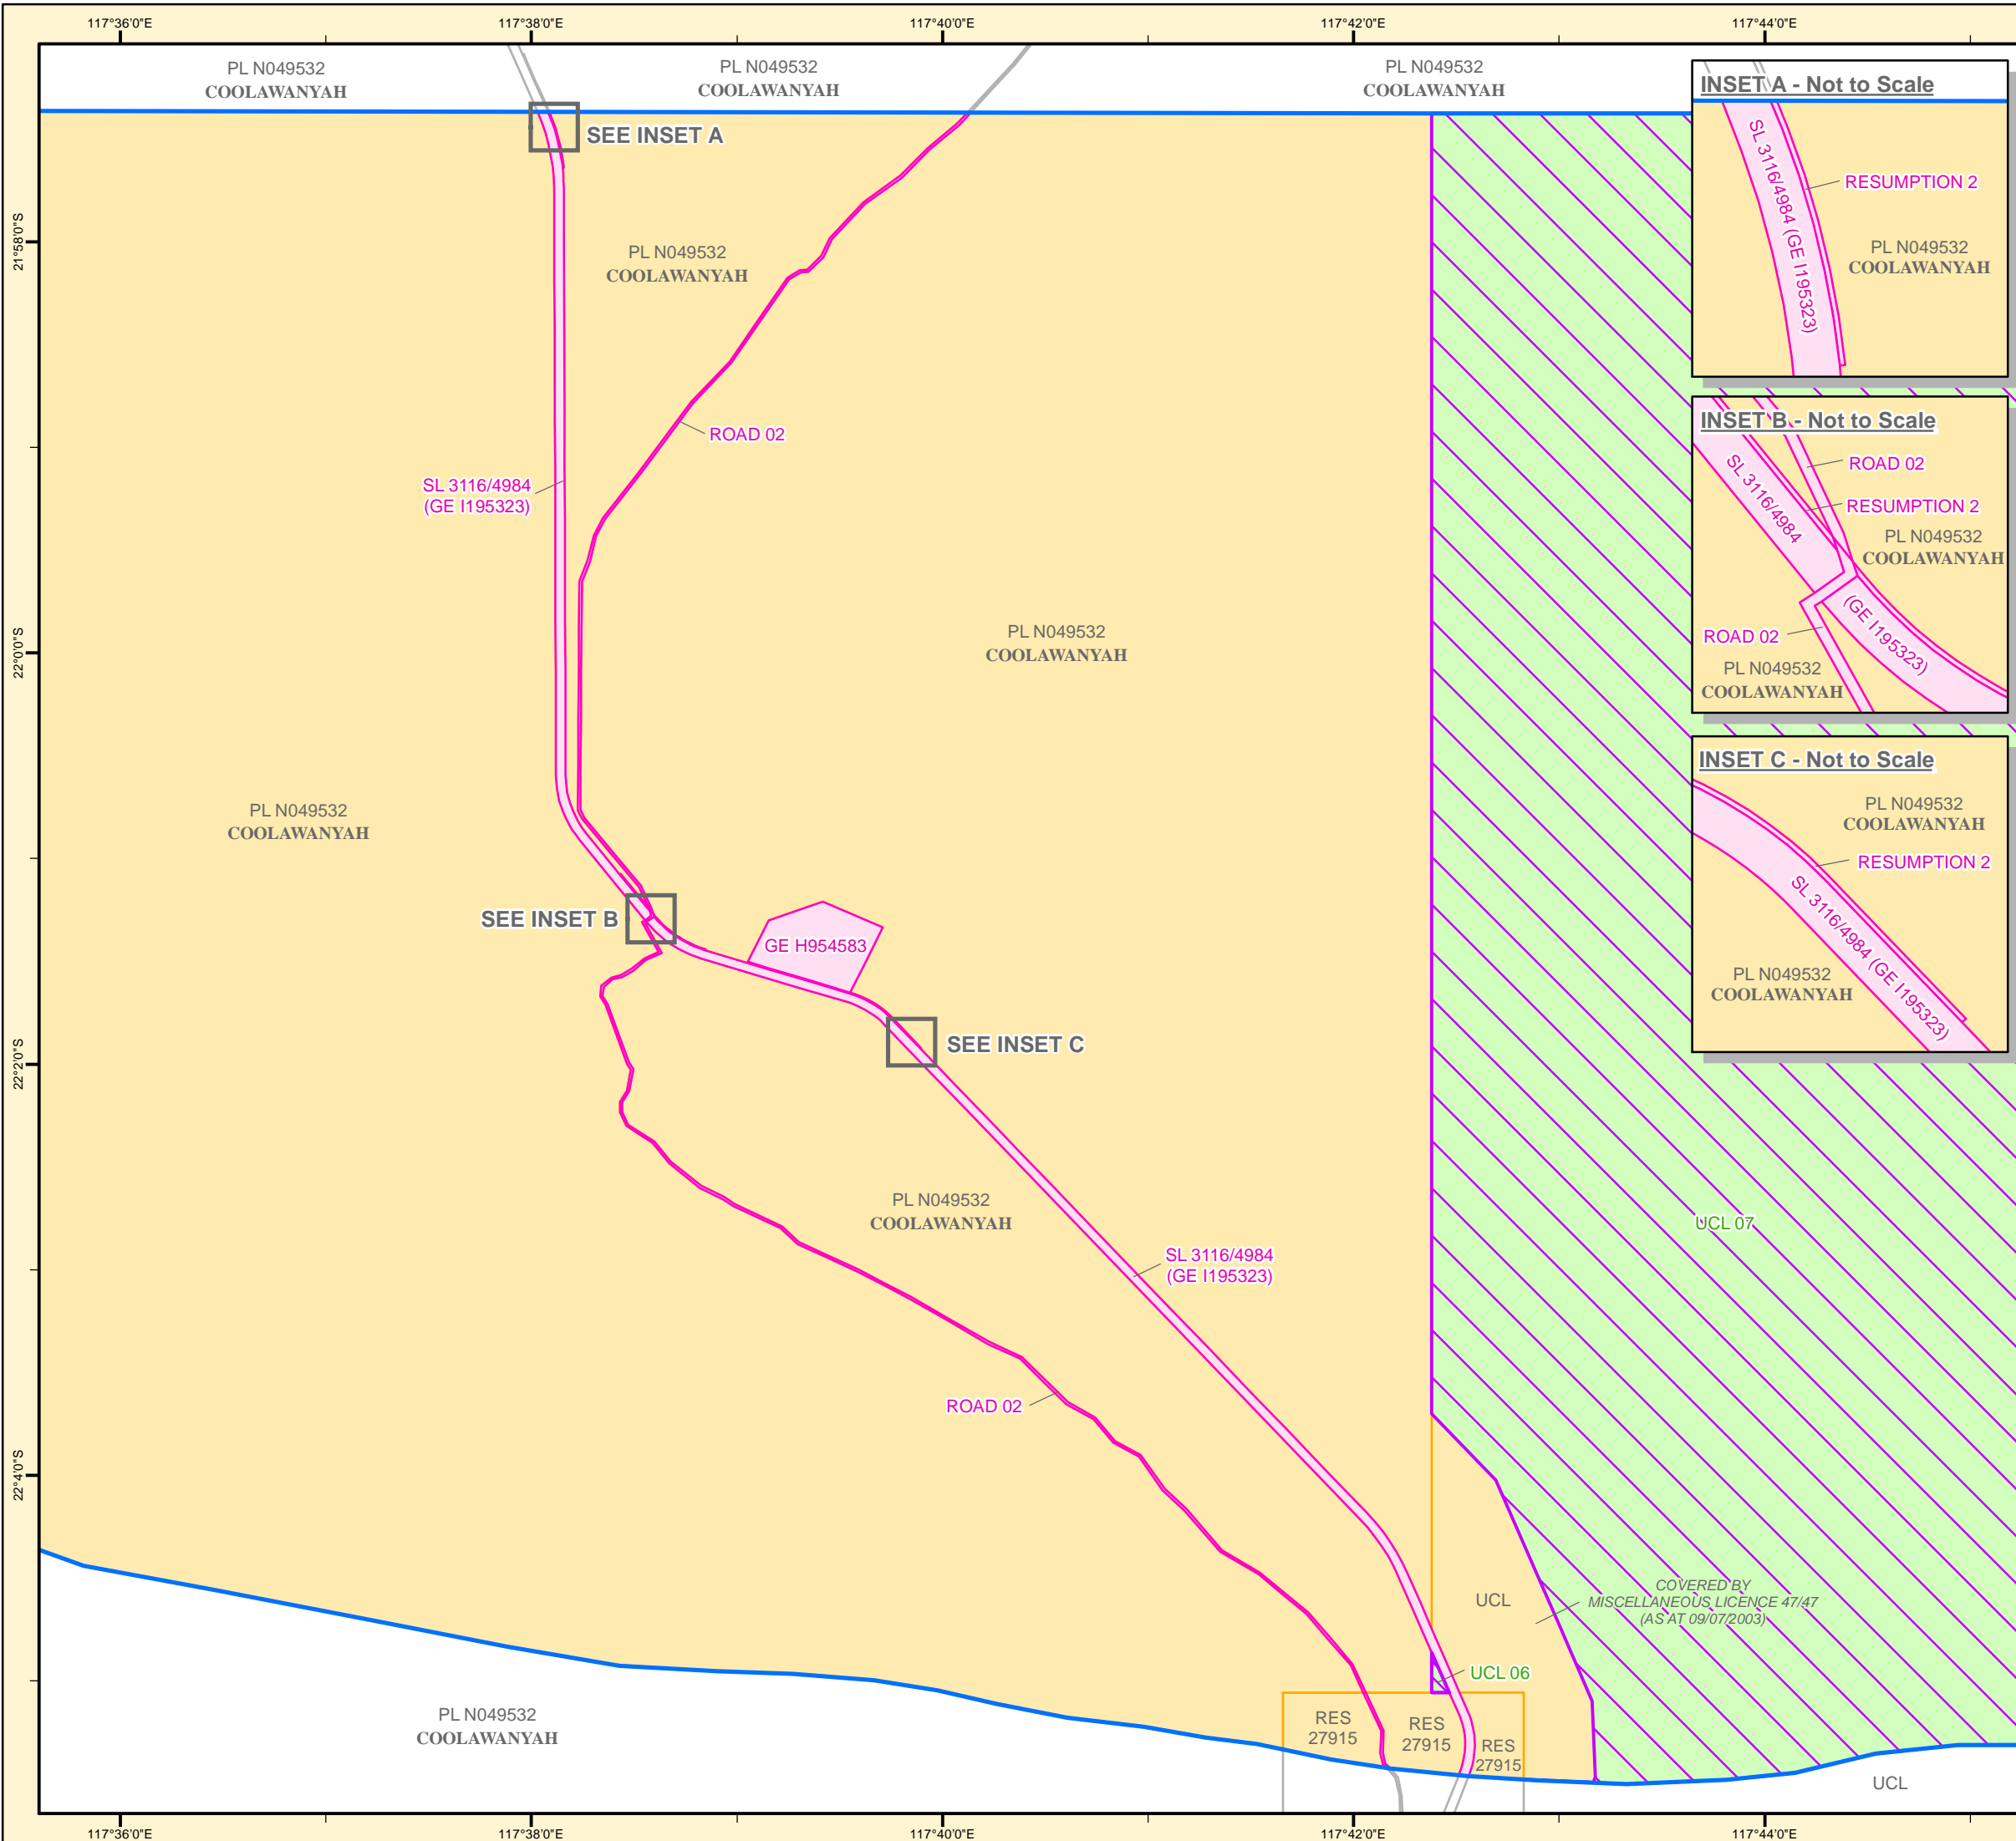 117°36'0"E
117°38'0"E
117°40'0"E
117°42'0"E
117°44'0"E
PL N049532
COOLAWANYAH
PL N049532
COOLAWANYAH
PL N049532
COOLAWANYAH
SEE INSET A
21°58'0"S
PL N049532
COOLAWANYAH
ROAD 02
SL 3116/4984
(GE I195323)
22°0'0"S
PL N049532
COOLAWANYAH
PL N049532
COOLAWANYAH
SEE INSET B
GE H954583
SEE INSET C
22°2'0"S
PL N049532
COOLAWANYAH
SL 3116/4984
(GE I195323)
ROAD 02
UCL 07
22°4'0"S
UCL
COVERED BY
MISCELLANEOUS LICENCE 47/47
(AS AT 09/07/2003)
UCL 06
RES
27915
RES
27915
RES
27915
PL N049532
COOLAWANYAH
UCL
INSET A - Not to Scale
SL 3116/4984 (GE I195323)
RESUMPTION 2
PL N049532
COOLAWANYAH
INSET B - Not to Scale
ROAD 02
RESUMPTION 2
SL 3116/4984
PL N049532
COOLAWANYAH
(GE I195323)
ROAD 02
PL N049532
COOLAWANYAH
INSET C - Not to Scale
PL N049532
COOLAWANYAH
RESUMPTION 2
SL 3116/4984 (GE I195323)
PL N049532
COOLAWANYAH
117°36'0"E
117°38'0"E
117°40'0"E
117°42'0"E
117°44'0"E